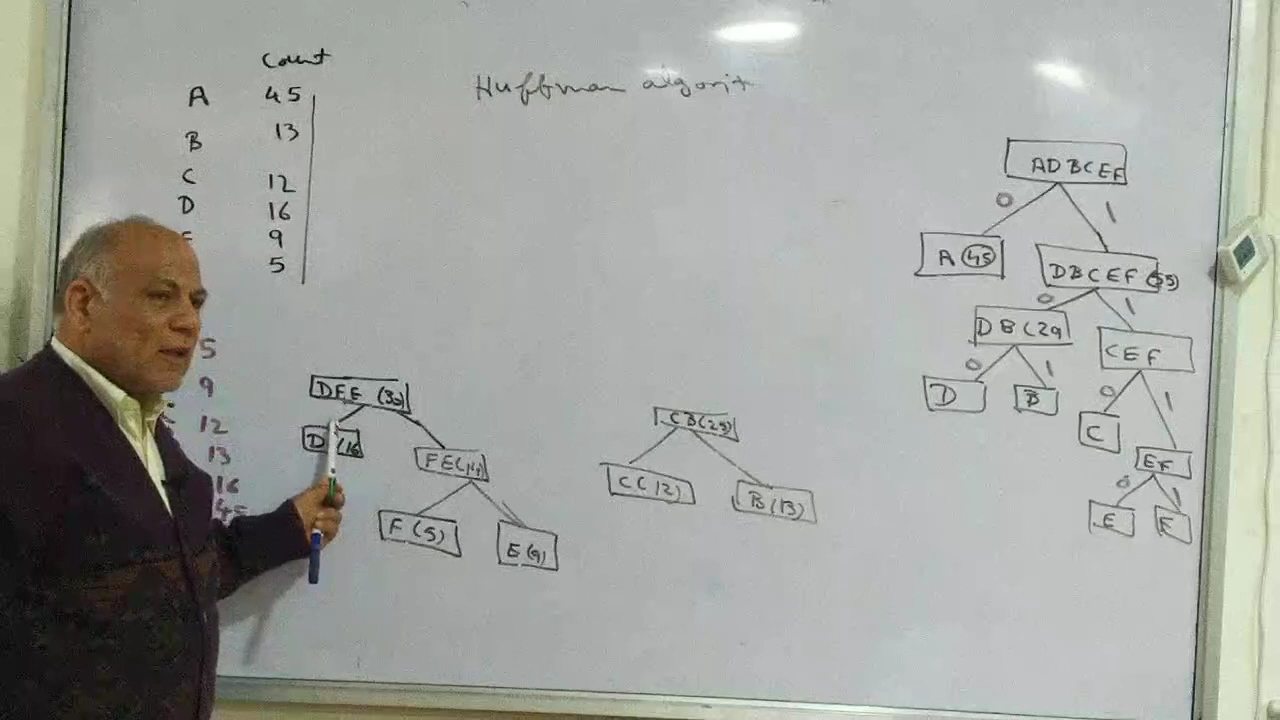 Count
Huffman algorit
A 45
B 13
C 12
D 16
9
5
5
9
12
13
16
45
DFE (30)
D (16)
FE(14)
F (5)
E(9)
CB(25)
C(12)
B(13)
ADBCEF
0 1
A 45
DBCEF (55)
0 1
DB(29
CEF
0 1
0 1
D
B
C
EF
0 1
E
F